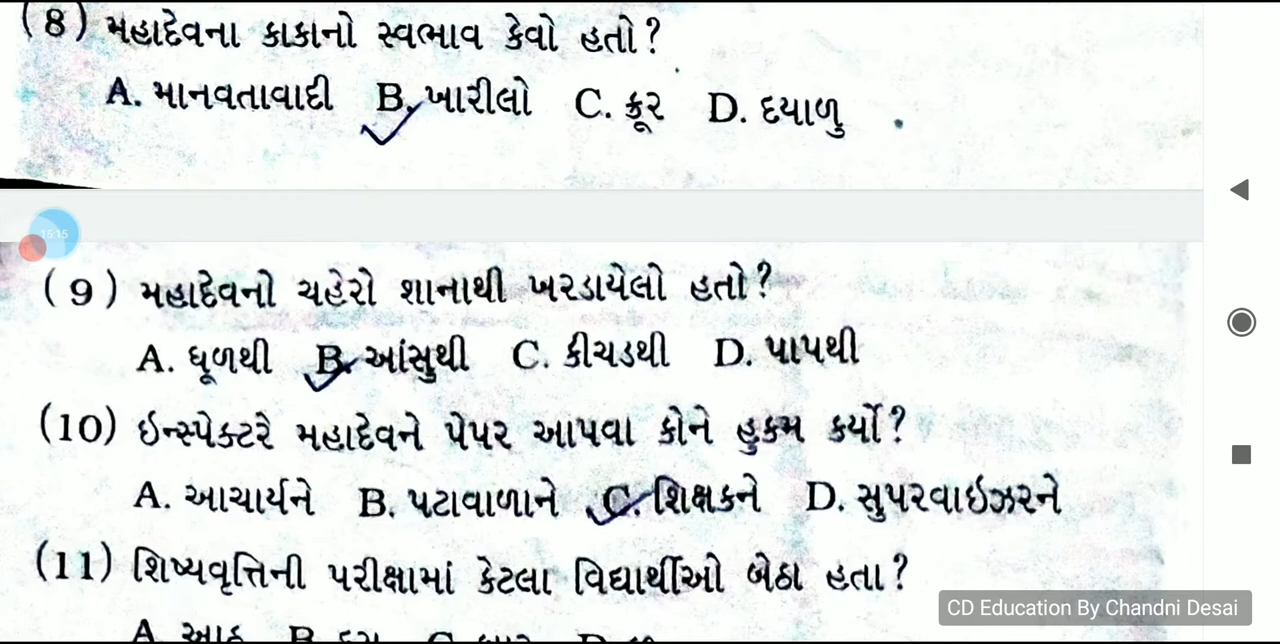 (8) મહાદેવના કાકાનો સ્વભાવ કેવો હતો?
A. માનવતાવાદી B. ખારીલો C. ક્રૂર D. દયાળુ
15:15
(9) મહાદેવનો ચહેરો શાનાથી ખરડાયેલો હતો?
A. ધૂળથી B. આંસુથી C. કીચડથી D. પાપથી
(10) ઇન્સ્પેક્ટરે મહાદેવને પેપર આપવા કોને હુકમ કર્યો?
A. આચાર્યને B. પટાવાળાને C. શિક્ષકને D. સુપરવાઇઝરને
(11) શિષ્યવૃત્તિની પરીક્ષામાં કેટલા વિદ્યાર્થીઓ બેઠા હતા?
CD Education By Chandni Desai
A. B. C. D.